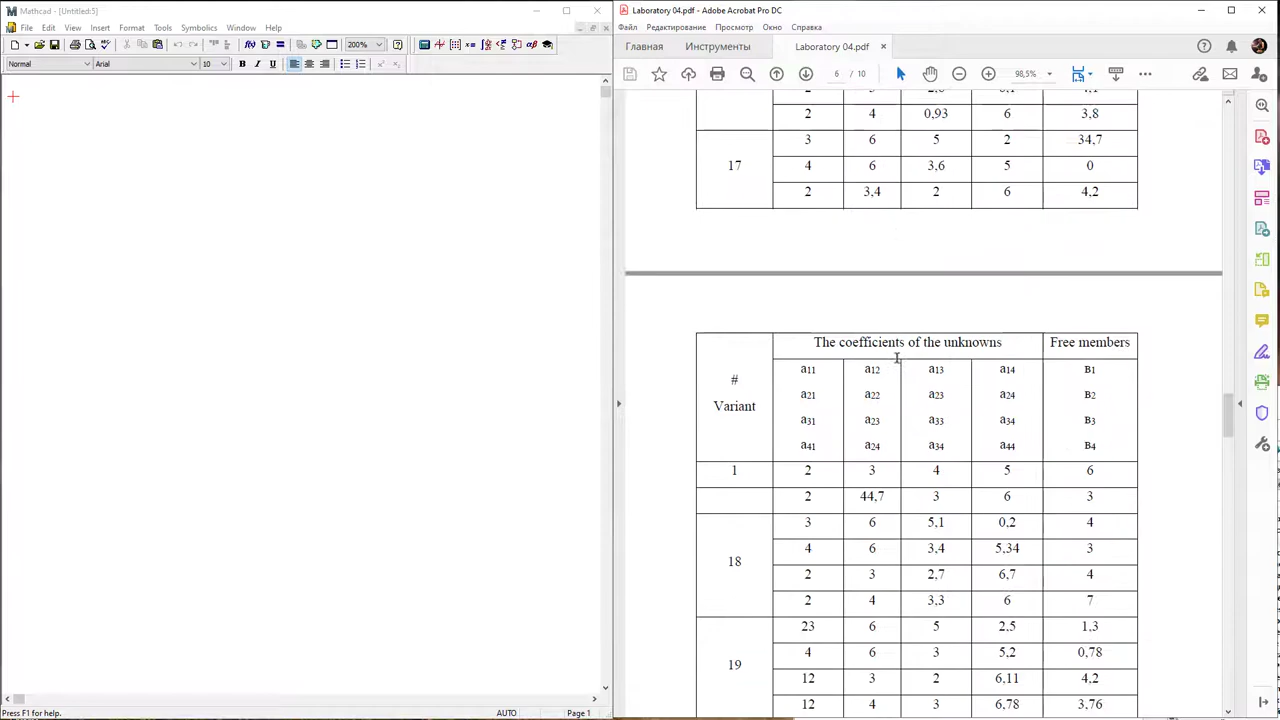 Mathcad - [Untitled:5]
File Edit View Insert Format Tools Symbolics Window Help
200%
Normal Arial 10 B I U
Press F1 for help. AUTO Page 1
Laboratory 04.pdf - Adobe Acrobat Pro DC
Файл Редактирование Просмотр Окно Справка
Главная Инструменты Laboratory 04.pdf ×
6 / 10 98,5%
2 4 0,93 6 3,8
17
3 6 5 2 34,7
4 6 3,6 5 0
2 3,4 2 6 4,2
# Variant
The coefficients of the unknowns Free members
a11 a12 a13 a14 в1
a21 a22 a23 a24 в2
a31 a23 a33 a34 в3
a41 a24 a34 a44 в4
1 2 3 4 5 6
2 44,7 3 6 3
18
3 6 5,1 0,2 4
4 6 3,4 5,34 3
2 3 2,7 6,7 4
2 4 3,3 6 7
19
23 6 5 2,5 1,3
4 6 3 5,2 0,78
12 3 2 6,11 4,2
12 4 3 6,78 3,76